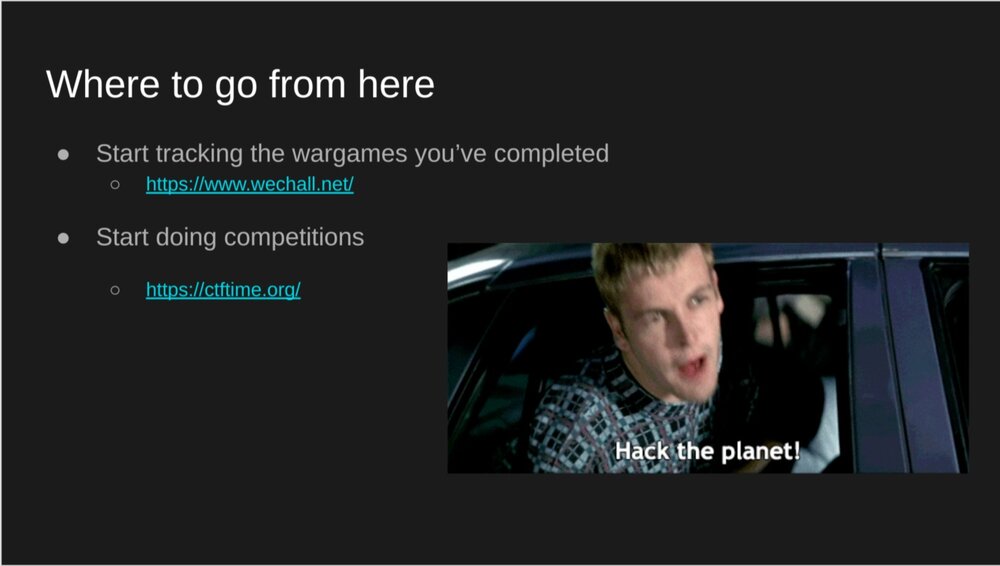 Where to go from here
● Start tracking the wargames you’ve completed
○ https://www.wechall.net/
● Start doing competitions
○ https://ctftime.org/
Hack the planet!